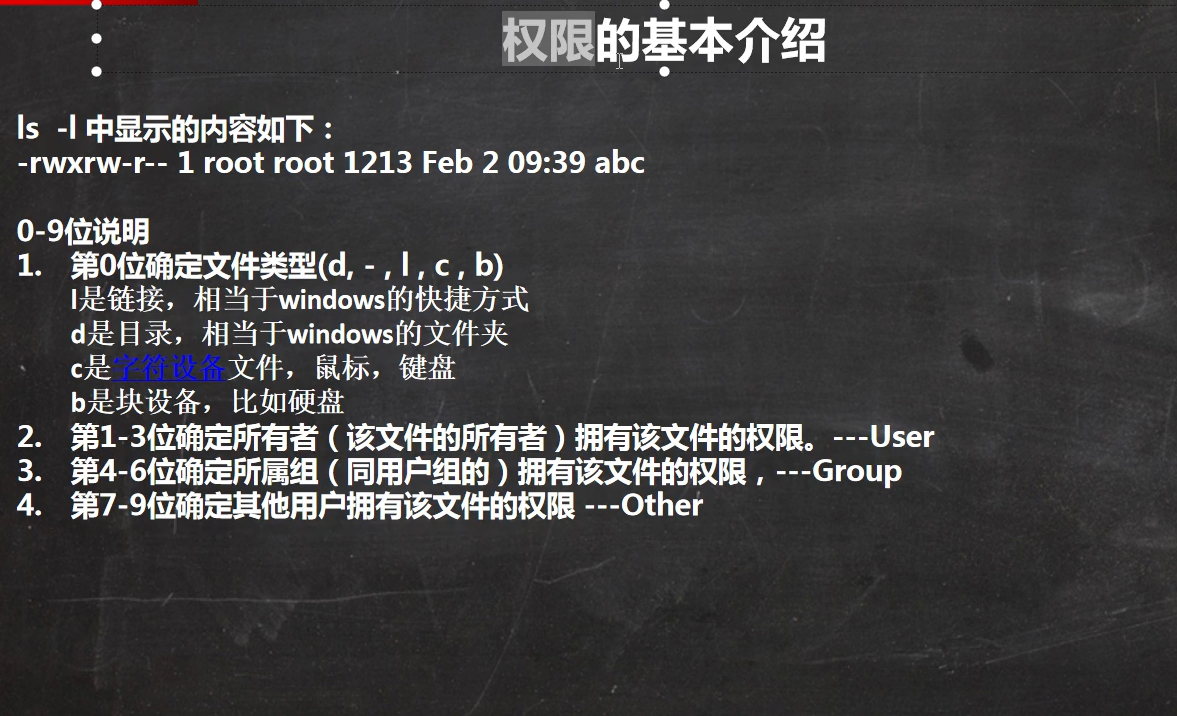 权限的基本介绍
ls -l 中显示的内容如下：
-rwxrw-r-- 1 root root 1213 Feb 2 09:39 abc
0-9位说明
1. 第0位确定文件类型(d, - , l , c , b)
l是链接，相当于windows的快捷方式
d是目录，相当于windows的文件夹
c是字符设备文件，鼠标，键盘
b是块设备，比如硬盘
2. 第1-3位确定所有者（该文件的所有者）拥有该文件的权限。---User
3. 第4-6位确定所属组（同用户组的）拥有该文件的权限，---Group
4. 第7-9位确定其他用户拥有该文件的权限 ---Other